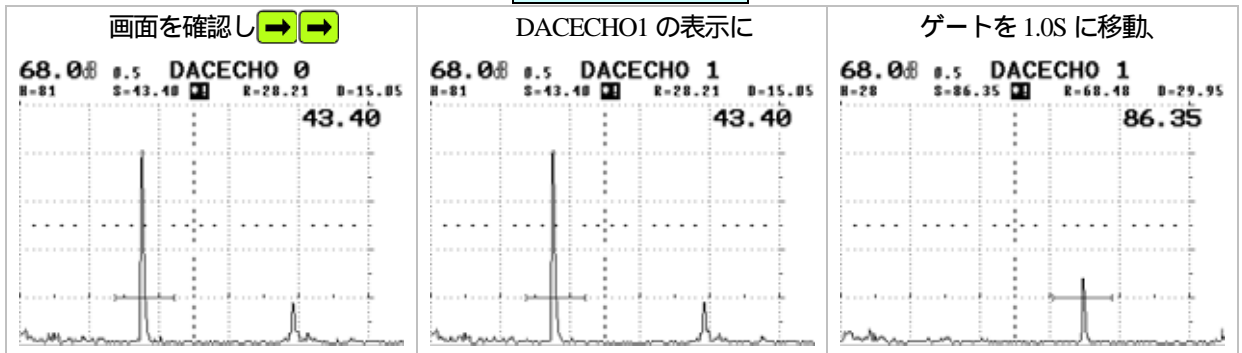 画面を確認し
68.0dB 0.5 DACECHO 0
H=81 S=43.40 R=28.21 D=15.05
43.40
DACECHO1 の表示に
68.0dB 0.5 DACECHO 1
H=81 S=43.40 R=28.21 D=15.05
43.40
ゲートを 1.0S に移動、
68.0dB 0.5 DACECHO 1
H=28 S=86.35 R=68.48 D=29.95
86.35